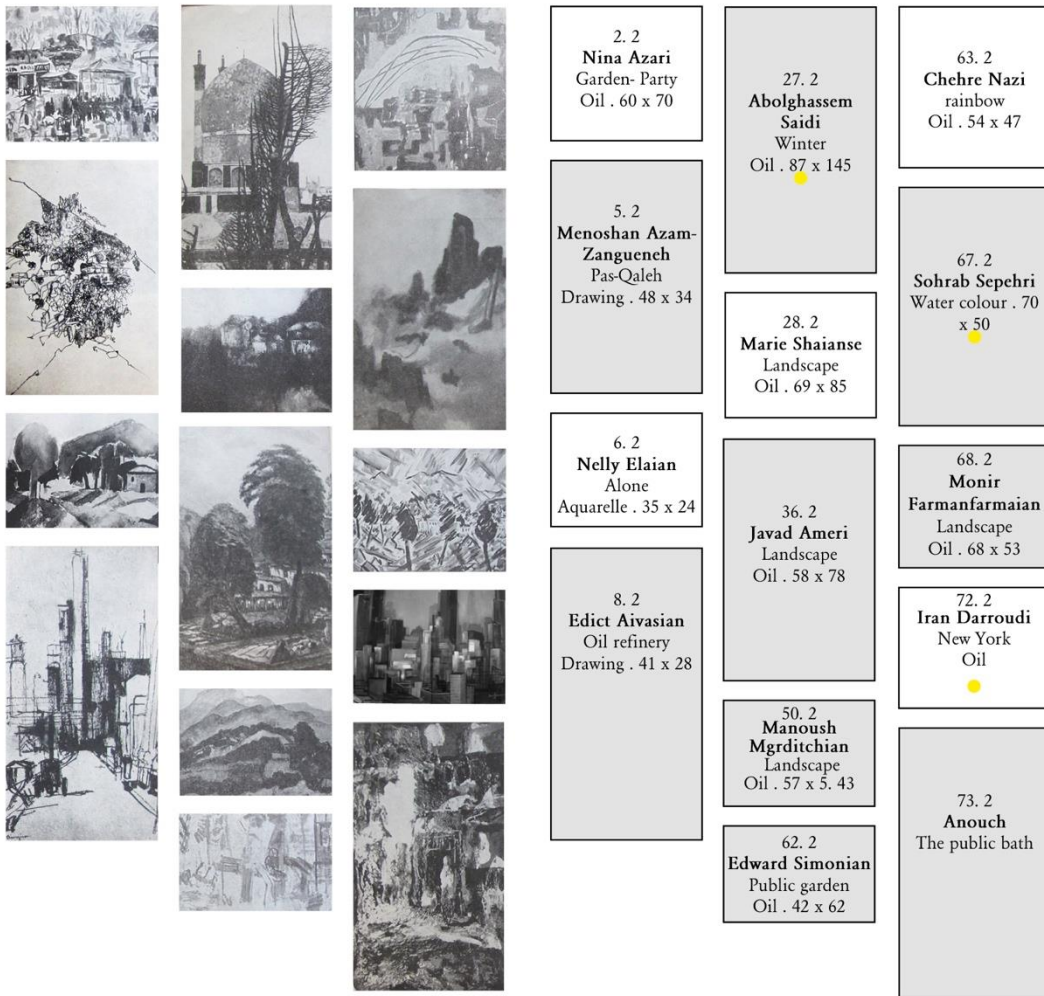 2. 2
Nina Azari
Garden- Party
Oil . 60 x 70
5. 2
Menoshan Azam-
Zangueneh
Pas-Qaleh
Drawing . 48 x 34
6. 2
Nelly Elaian
Alone
Aquarelle . 35 x 24
8. 2
Edict Aivasian
Oil refinery
Drawing . 41 x 28
27. 2
Abolghassem
Saidi
Winter
Oil . 87 x 145
28. 2
Marie Shaianse
Landscape
Oil . 69 x 85
36. 2
Javad Ameri
Landscape
Oil . 58 x 78
50. 2
Manoush
Mgrditchian
Landscape
Oil . 57 x 5. 43
62. 2
Edward Simonian
Public garden
Oil . 42 x 62
63. 2
Chehre Nazi
rainbow
Oil . 54 x 47
67. 2
Sohrab Sepehri
Water colour . 70
x 50
68. 2
Monir
Farmanfarmaian
Landscape
Oil . 68 x 53
72. 2
Iran Darroudi
New York
Oil
73. 2
Anouch
The public bath